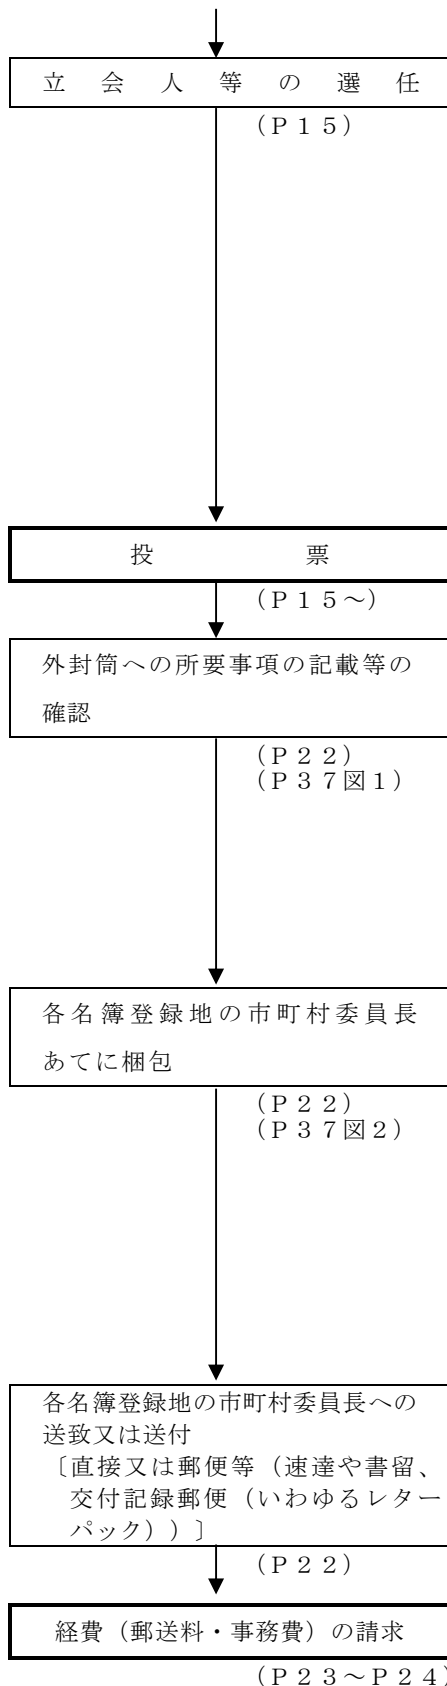 立会人等の選任
（Ｐ１５）
投票
（Ｐ１５～）
外封筒への所要事項の記載等の
確認
（Ｐ２２）
（Ｐ３７図１）
各名簿登録地の市町村委員長
あてに梱包
（Ｐ２２）
（Ｐ３７図２）
各名簿登録地の市町村委員長への
送致又は送付
〔直接又は郵便等（速達や書留、
交付記録郵便（いわゆるレター
パック））〕
（Ｐ２２）
経費（郵送料・事務費）の請求
（Ｐ２３～Ｐ２４）